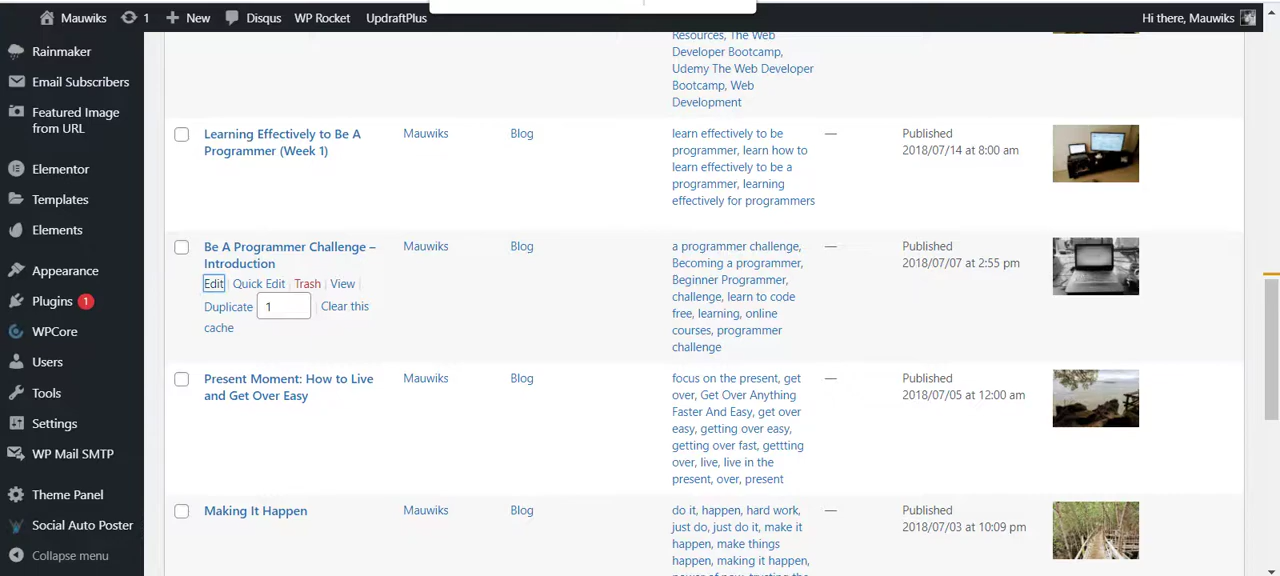 Mauwiks 1 New Disqus WP Rocket UpdraftPlus Hi there, Mauwiks
Rainmaker
Email Subscribers
Featured Image
from URL
Elementor
Templates
Elements
Appearance
Plugins 1
WPCore
Users
Tools
Settings
WP Mail SMTP
Theme Panel
Social Auto Poster
Collapse menu
Resources, The Web
Developer Bootcamp,
Udemy The Web Developer
Bootcamp, Web
Development
Learning Effectively to Be A
Programmer (Week 1)
Mauwiks
Blog
learn effectively to be
programmer, learn how to
learn effectively to be a
programmer, learning
effectively for programmers
—
Published
2018/07/14 at 8:00 am
Be A Programmer Challenge –
Introduction
Edit | Quick Edit | Trash | View |
Duplicate 1 | Clear this
cache
Mauwiks
Blog
a programmer challenge,
Becoming a programmer,
Beginner Programmer,
challenge, learn to code
free, learning, online
courses, programmer
challenge
—
Published
2018/07/07 at 2:55 pm
Present Moment: How to Live
and Get Over Easy
Mauwiks
Blog
focus on the present, get
over, Get Over Anything
Faster And Easy, get over
easy, getting over easy,
getting over fast, gettting
over, live, live in the
present, over, present
—
Published
2018/07/05 at 12:00 am
Making It Happen
Mauwiks
Blog
do it, happen, hard work,
just do, just do it, make it
happen, make things
happen, making it happen,
power of now, trusting the
—
Published
2018/07/03 at 10:09 pm